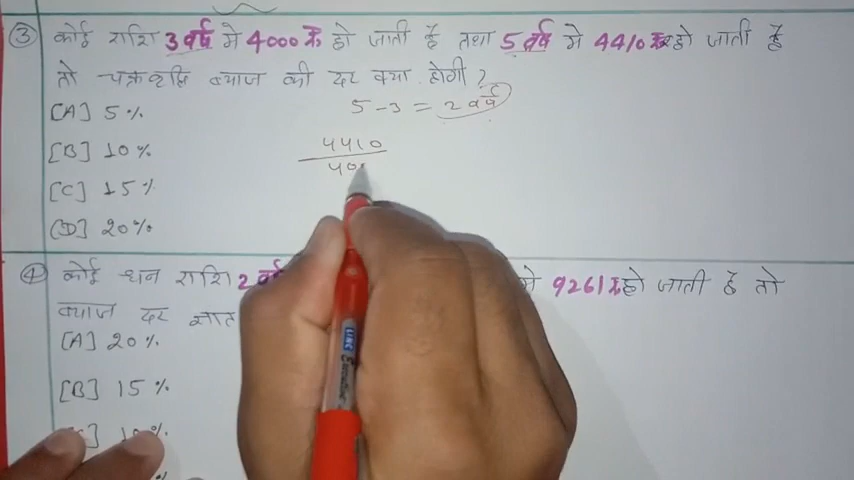 ③ कोई राशि 3 वर्ष मे 4000 रू. हो जाती है तथा 5 वर्ष मे 4410 रू. हो जाती है
तो चक्रवृद्धि ब्याज की दर क्या होगी ?
[A] 5%
5-3 = 2 वर्ष
[B] 10%
4410
[C] 15%
[D] 20%
④ कोई धन राशि 2 वर्ष मे 9261 रू. हो जाती है तो
ब्याज दर ज्ञात
[A] 20%
[B] 15%